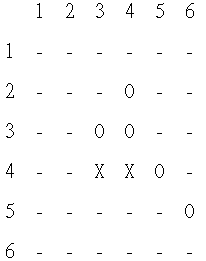 1 2 3 4 5 6
1 - - - - - -
2 - - - O - -
3 - - O O - -
4 - - X X O -
5 - - - - - O
6 - - - - - -